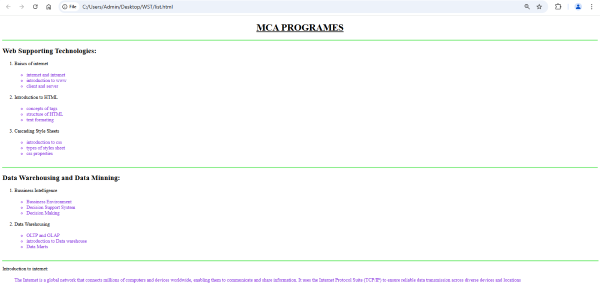 File C:/Users/Admin/Desktop/WST/list.html
MCA PROGRAMES
Web Supporting Technologies:
1. Basics of internet
internet and intranet
introduction to www
client and server
2. Introduction to HTML
concepts of tags
structure of HTML
text formatting
3. Cascading Style Sheets
introduction to css
types of styles sheet
css properties
Data Warehousing and Data Minning:
1. Bussiness Intelligence
Bussiness Environment
Decision Support System
Decision Making
2. Data Warehousing
OLTP and OLAP
introduction to Data warehouse
Data Marts
Introduction to internet
The Internet is a global network that connects millions of computers and devices worldwide, enabling them to communicate and share information. It uses the Internet Protocol Suite (TCP/IP) to ensure reliable data transmission across diverse devices and locations